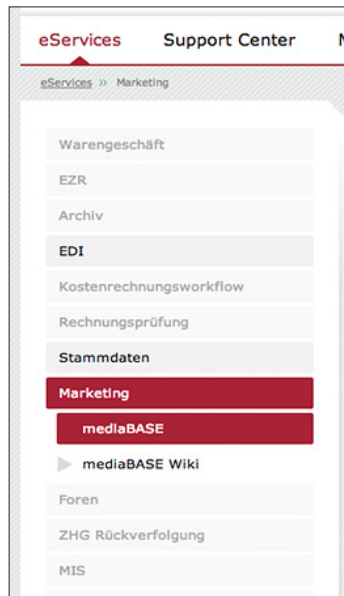 eServices Support Center
eServices » Marketing
Warengeschäft
EZR
Archiv
EDI
Kostenrechnungsworkflow
Rechnungsprüfung
Stammdaten
Marketing
mediaBASE
mediaBASE Wiki
Foren
ZHG Rückverfolgung
MIS